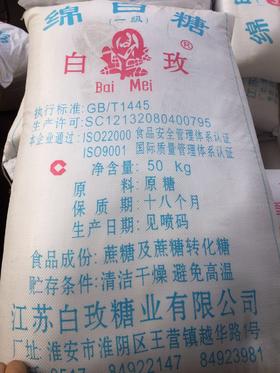 绵白糖
(一级)
白玫®
Bai Mei
执行标准:GB/T1445
生产许可:SC12132080400795
本企业通过:ISO22000 食品安全管理体系认证
ISO9001 国际质量管理体系认证
净含量:50 Kg
原料:原糖
保质期:十八个月
生产日期:见喷码
食品成份:蔗糖及蔗糖转化糖
贮存条件:清洁干燥 避免高温
江苏白玫糖业有限公司
厂址:淮安市淮阴区王营镇越华路1号
0517-84922147 84923981